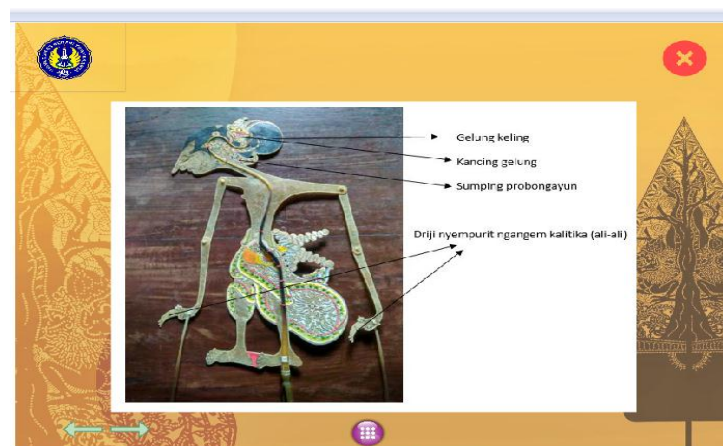 Gelung keling
Kancing gelung
Sumping probongayun
Driji nyempurit ngangem kalitika (ali-ali)